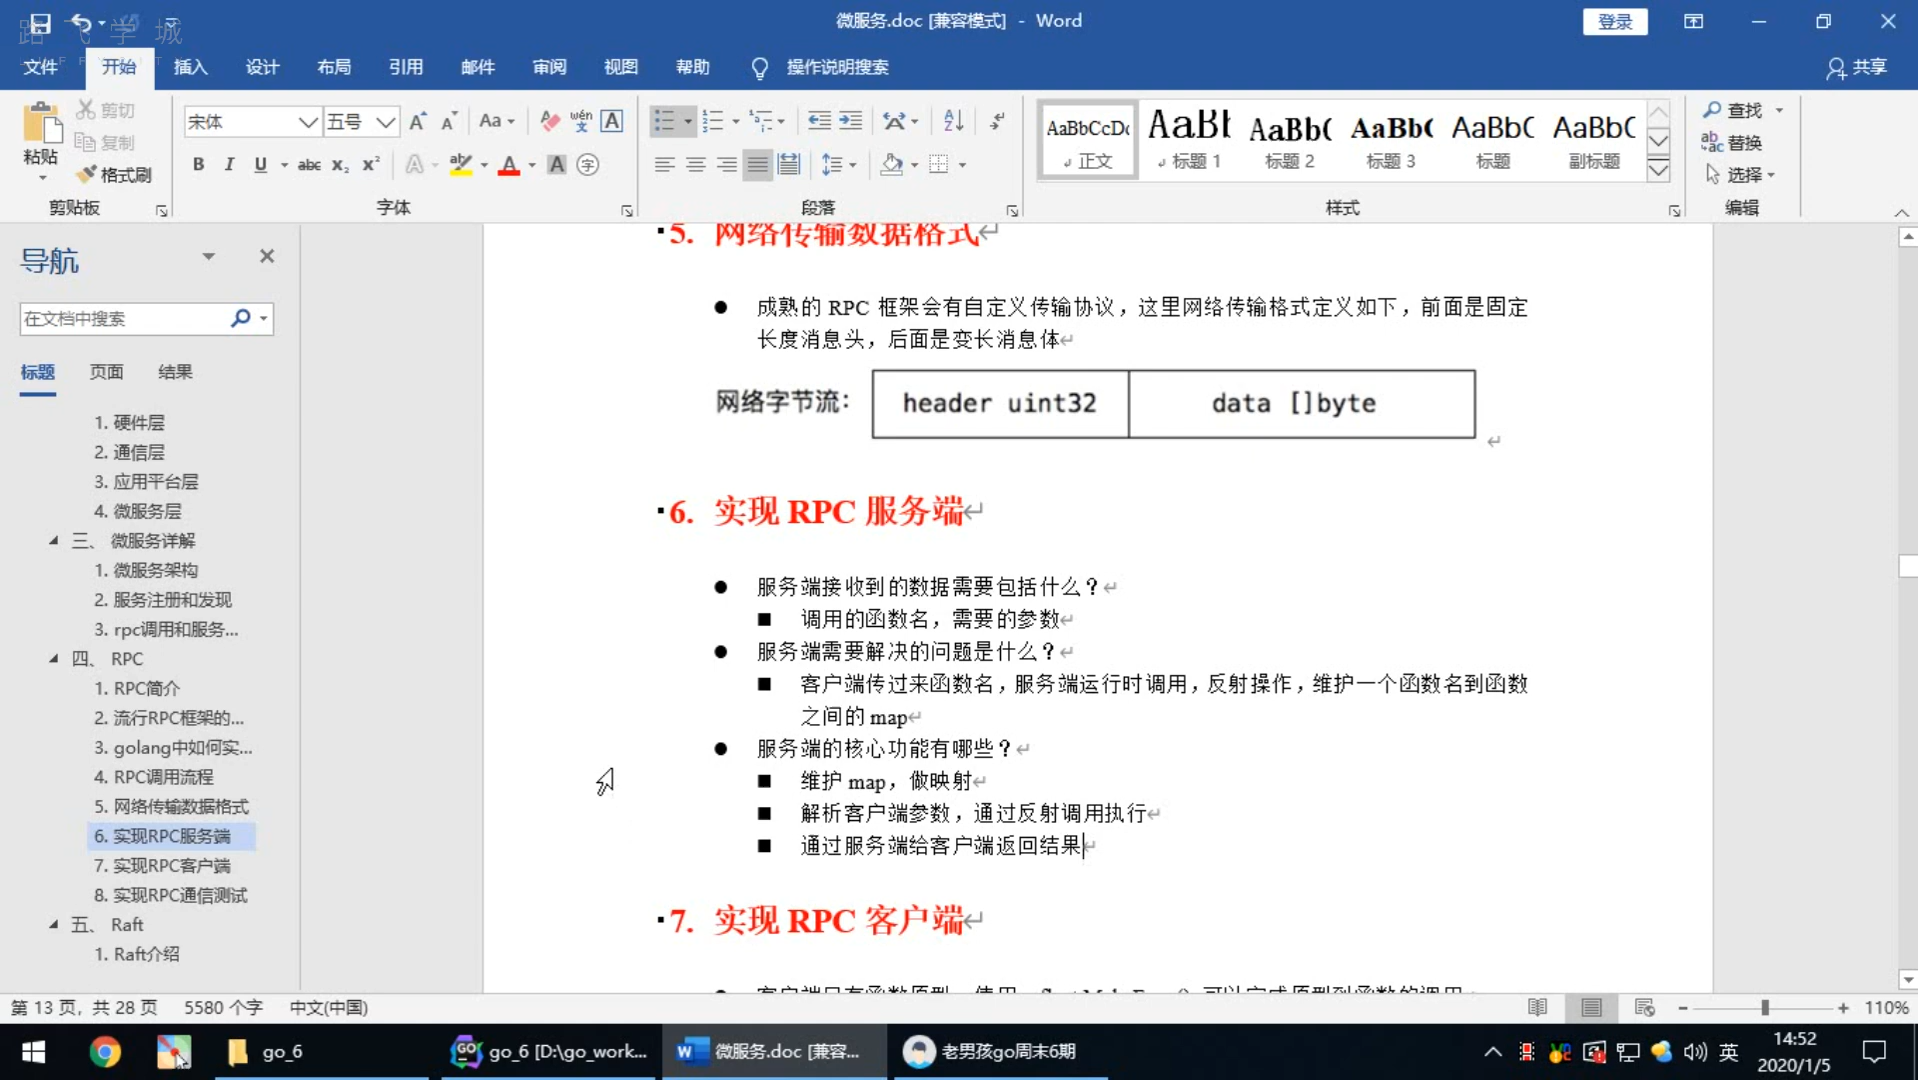 微服务.doc [兼容模式] - Word
登录
路飞学城
文件 开始 插入 设计 布局 引用 邮件 审阅 视图 帮助 操作说明搜索 共享
粘贴 剪切 复制 格式刷
宋体 五号
AaBbCcDc AaBb AaBbC AaBbC AaBbC AaBbC
正文 标题 1 标题 2 标题 3 标题 副标题
查找 替换 选择
剪贴板 字体 段落 样式 编辑
导航
在文档中搜索
标题 页面 结果
1. 硬件层
2. 通信层
3. 应用平台层
4. 微服务层
三、 微服务详解
1. 微服务架构
2. 服务注册和发现
3. rpc调用和服务...
四、 RPC
1. RPC简介
2. 流行RPC框架的...
3. golang中如何实...
4. RPC调用流程
5. 网络传输数据格式
6. 实现RPC服务端
7. 实现RPC客户端
8. 实现RPC通信测试
五、 Raft
1. Raft介绍
5. 网络传输数据格式
● 成熟的 RPC 框架会有自定义传输协议，这里网络传输格式定义如下，前面是固定
长度消息头，后面是变长消息体
网络字节流： header uint32 data []byte
6. 实现 RPC 服务端
● 服务端接收到的数据需要包括什么？
■ 调用的函数名，需要的参数
● 服务端需要解决的问题是什么？
■ 客户端传过来函数名，服务端运行时调用，反射操作，维护一个函数名到函数
之间的 map
● 服务端的核心功能有哪些？
■ 维护 map，做映射
■ 解析客户端参数，通过反射调用执行
■ 通过服务端给客户端返回结果
7. 实现 RPC 客户端
第 13 页，共 28 页 5580 个字 中文(中国)
110%
go_6
go_6 [D:\go_work...
微服务.doc [兼容...
老男孩go周末6期
英
14:52
2020/1/5